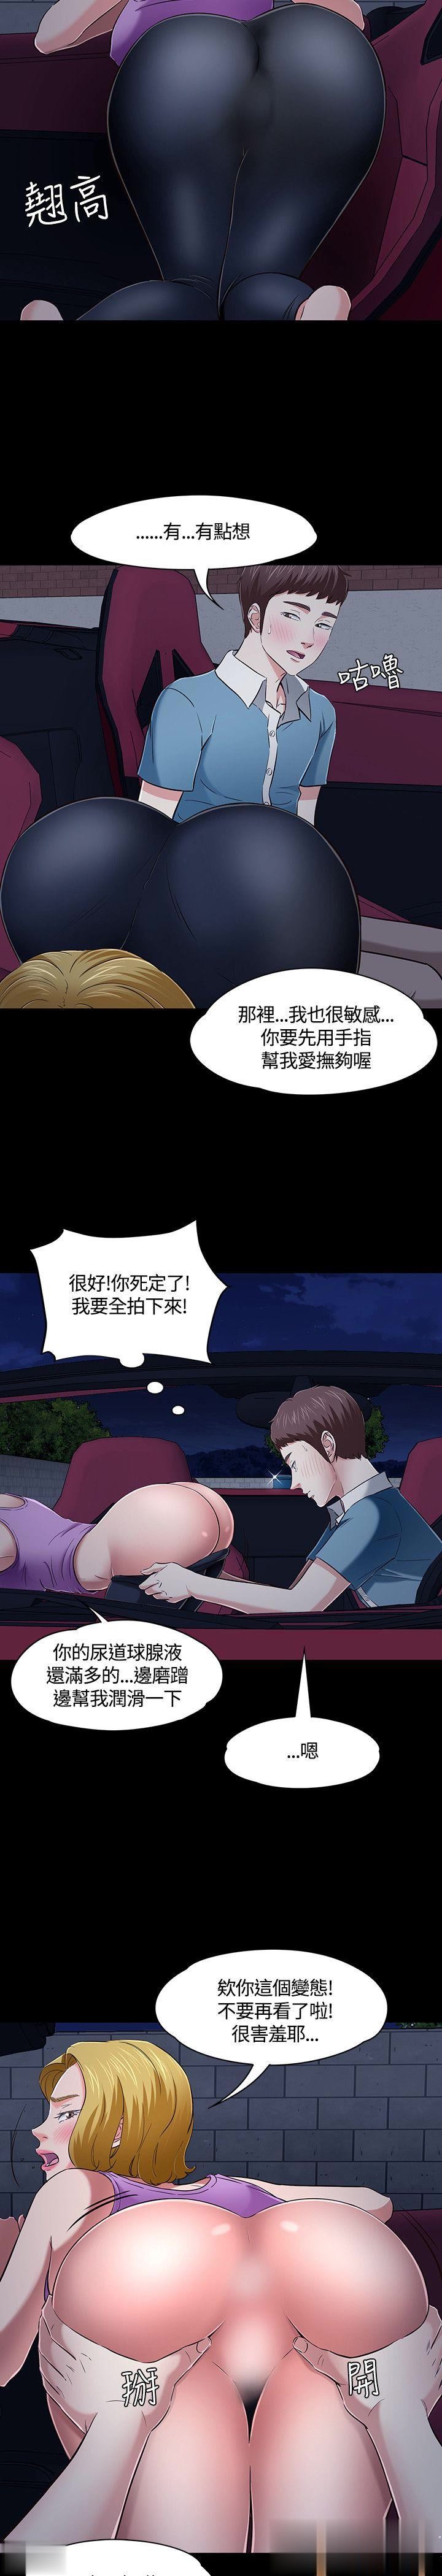 翹高
......有...有點想
咕嚕
那裡...我也很敏感...
你要先用手指
幫我愛撫夠喔
很好!你死定了!
我要全拍下來!
你的尿道球腺液
還滿多的...邊磨蹭
邊幫我潤滑一下
...嗯
欸你這個變態!
不要再看了啦!
很害羞耶...
掰
開